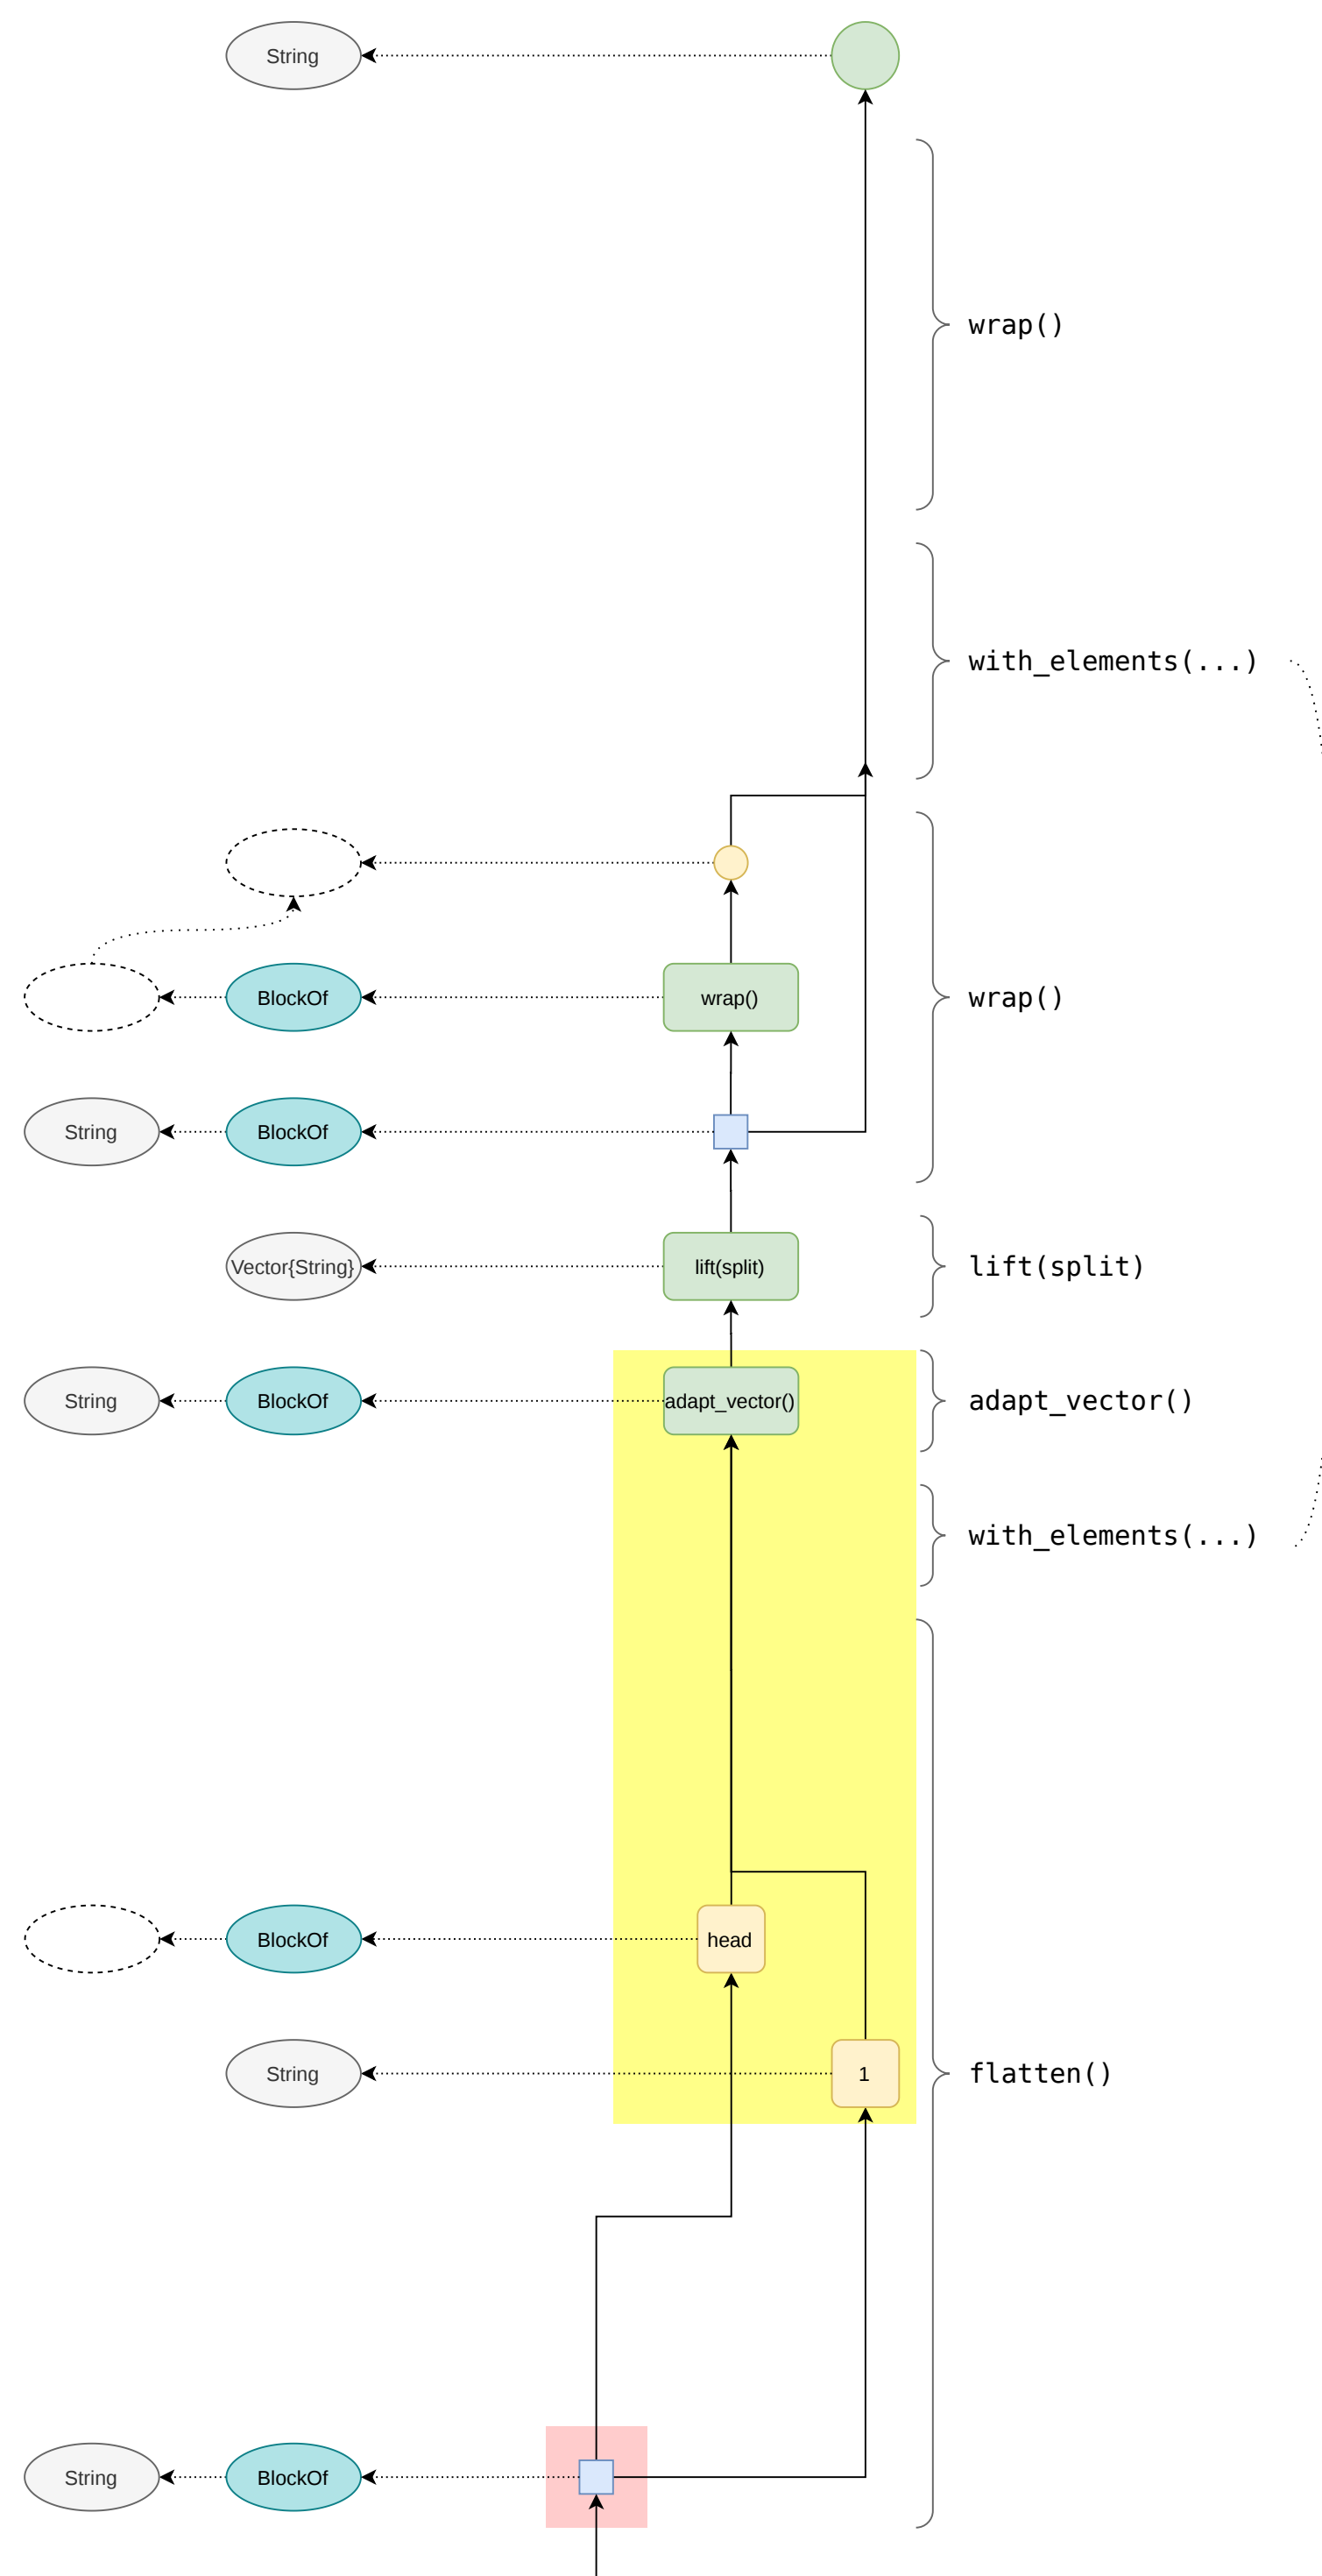 String
wrap()
with_elements(...)
BlockOf
wrap()
wrap()
String
BlockOf
Vector{String}
lift(split)
lift(split)
String
BlockOf
adapt_vector()
adapt_vector()
with_elements(...)
BlockOf
head
String
1
flatten()
String
BlockOf